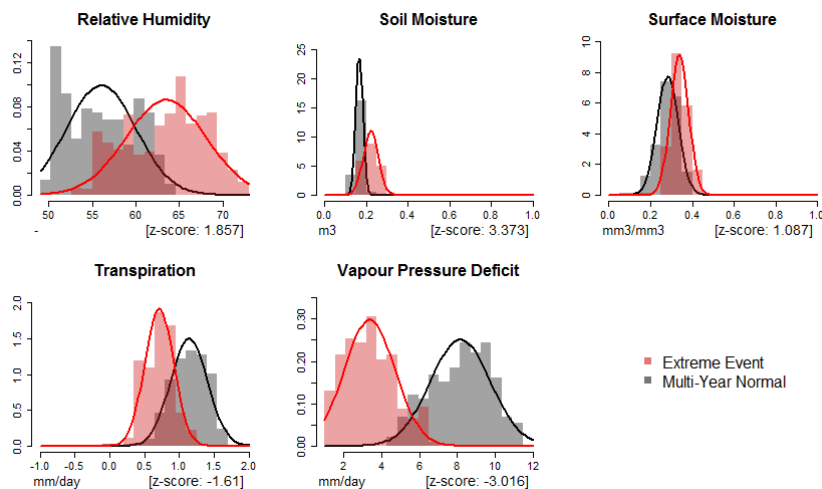 Relative Humidity
0.12
0.08
0.04
0.00
50 55 60 65 70
- [z-score: 1.857]
Soil Moisture
25
20
15
10
5
0
0.0 0.2 0.4 0.6 0.8 1.0
m3 [z-score: 3.373]
Surface Moisture
10
8
6
4
2
0
0.0 0.2 0.4 0.6 0.8 1.0
mm3/mm3 [z-score: 1.087]
Transpiration
2.0
1.5
1.0
0.5
0.0
-1.0 -0.5 0.0 0.5 1.0 1.5 2.0
mm/day [z-score: -1.61]
Vapour Pressure Deficit
0.30
0.20
0.10
0.00
2 4 6 8 10 12
mm/day [z-score: -3.016]
Extreme Event
Multi-Year Normal